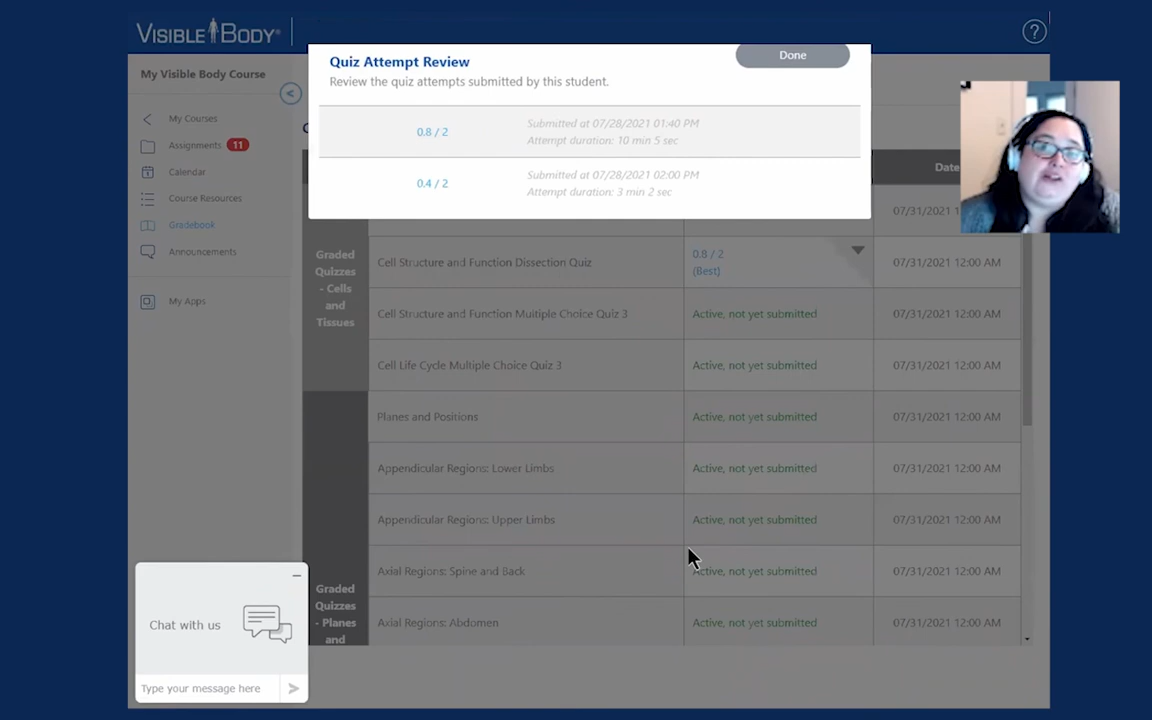 VISIBLE BODY®
?
My Visible Body Course
<
My Courses
Assignments 11
Calendar
Course Resources
Gradebook
Announcements
My Apps
Quiz Attempt Review
Done
Review the quiz attempts submitted by this student.
0.8 / 2
Submitted at 07/28/2021 01:40 PM
Attempt duration: 10 min 5 sec
0.4 / 2
Submitted at 07/28/2021 02:00 PM
Attempt duration: 3 min 2 sec
Date
07/31/2021 12:00 AM
Graded
Quizzes
- Cells
and
Tissues
Cell Structure and Function Dissection Quiz
0.8 / 2
(Best)
07/31/2021 12:00 AM
Cell Structure and Function Multiple Choice Quiz 3
Active, not yet submitted
07/31/2021 12:00 AM
Cell Life Cycle Multiple Choice Quiz 3
Active, not yet submitted
07/31/2021 12:00 AM
Planes and Positions
Active, not yet submitted
07/31/2021 12:00 AM
Appendicular Regions: Lower Limbs
Active, not yet submitted
07/31/2021 12:00 AM
Appendicular Regions: Upper Limbs
Active, not yet submitted
07/31/2021 12:00 AM
Axial Regions: Spine and Back
Active, not yet submitted
07/31/2021 12:00 AM
Graded
Quizzes
- Planes
and
Axial Regions: Abdomen
Active, not yet submitted
07/31/2021 12:00 AM
Chat with us
Type your message here